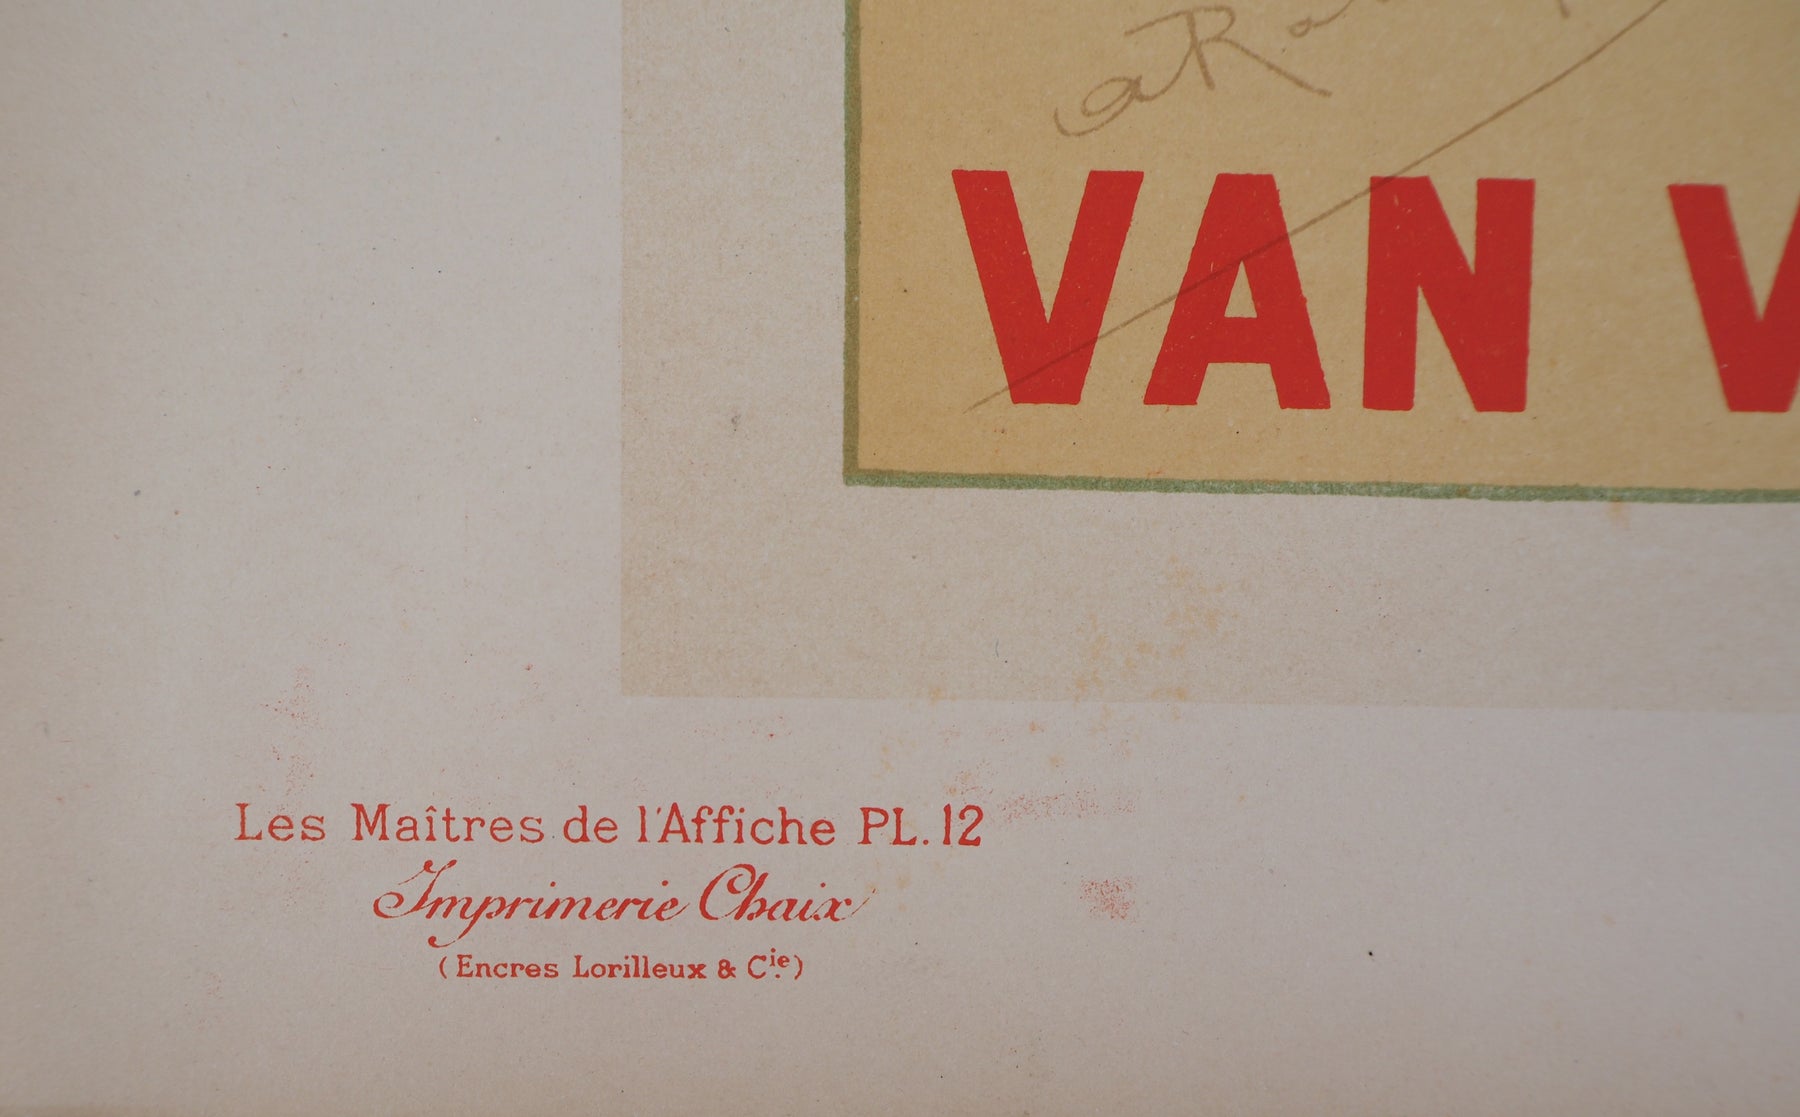 VAN
Les Maîtres de l'Affiche PL. 12
Imprimerie Chaix
(Encres Lorilleux & Cie.)